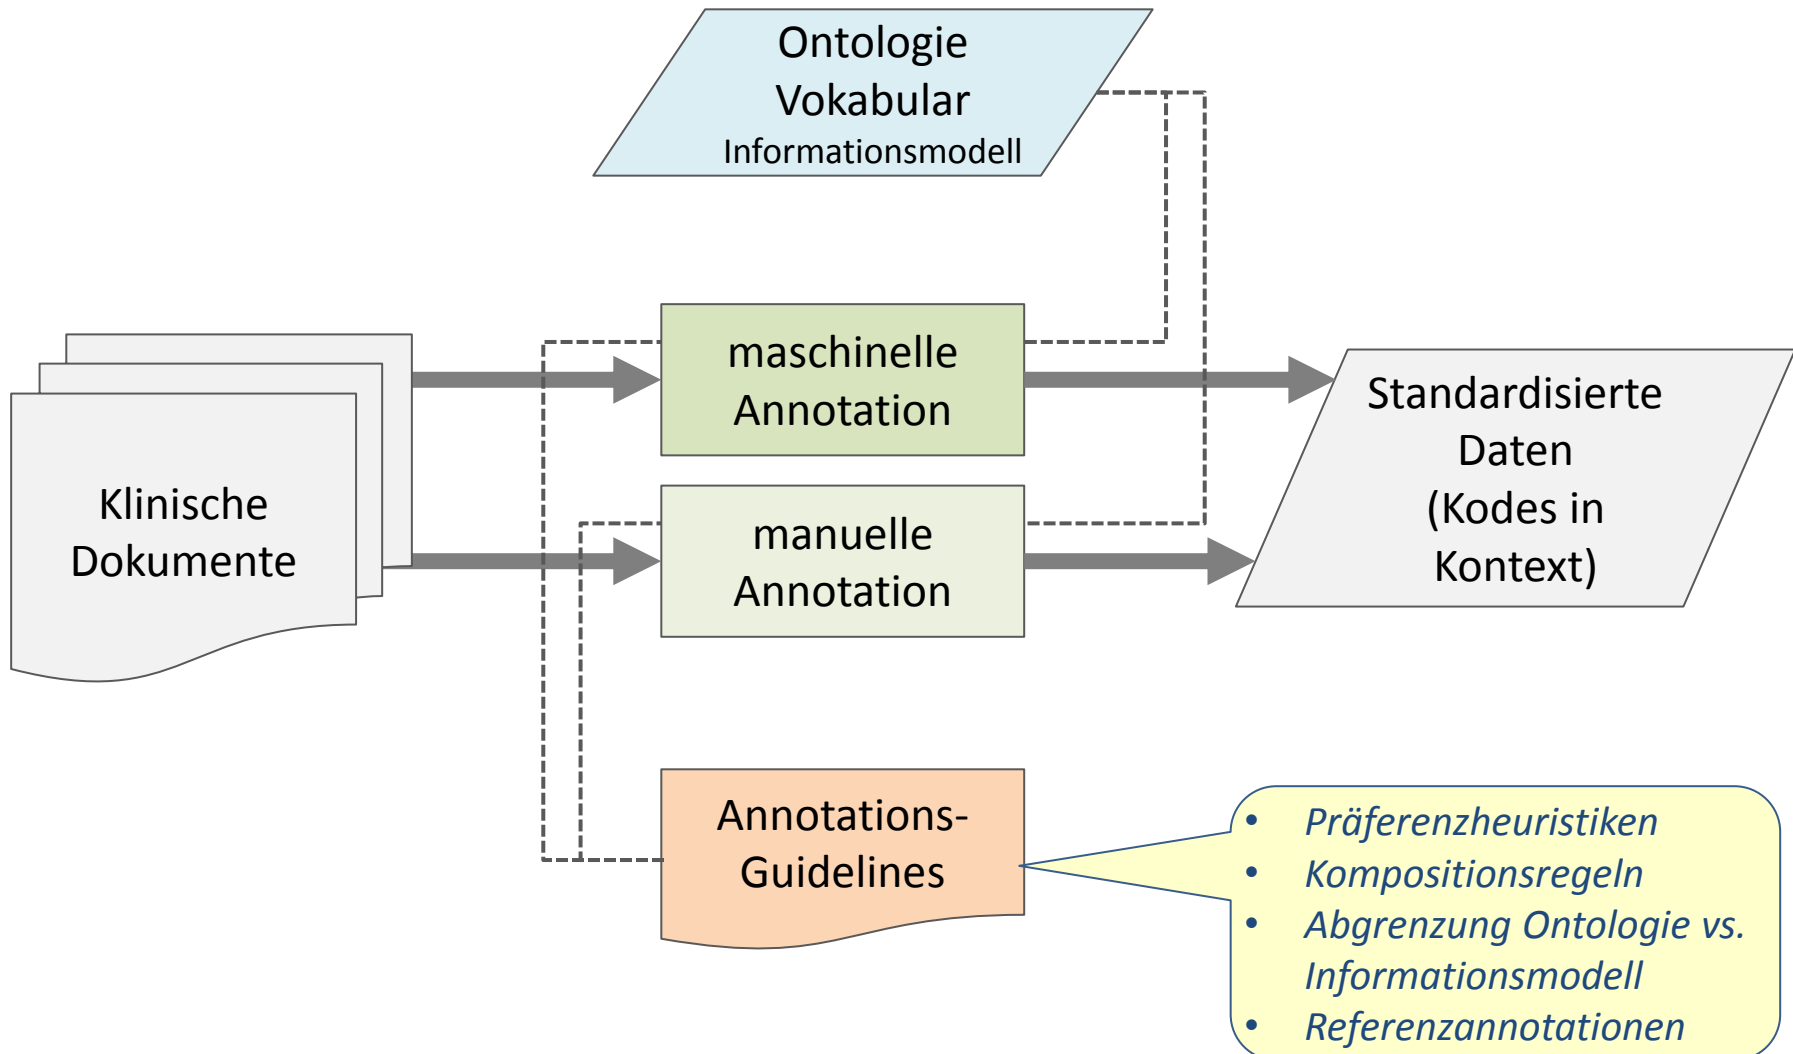 Ontologie
Vokabular
Informationsmodell
maschinelle
Annotation
Klinische
Dokumente
manuelle
Annotation
Standardisierte
Daten
(Kodes in
Kontext)
Annotations-
Guidelines
• Präferenzheuristiken
• Kompositionsregeln
• Abgrenzung Ontologie vs.
Informationsmodell
• Referenzannotationen